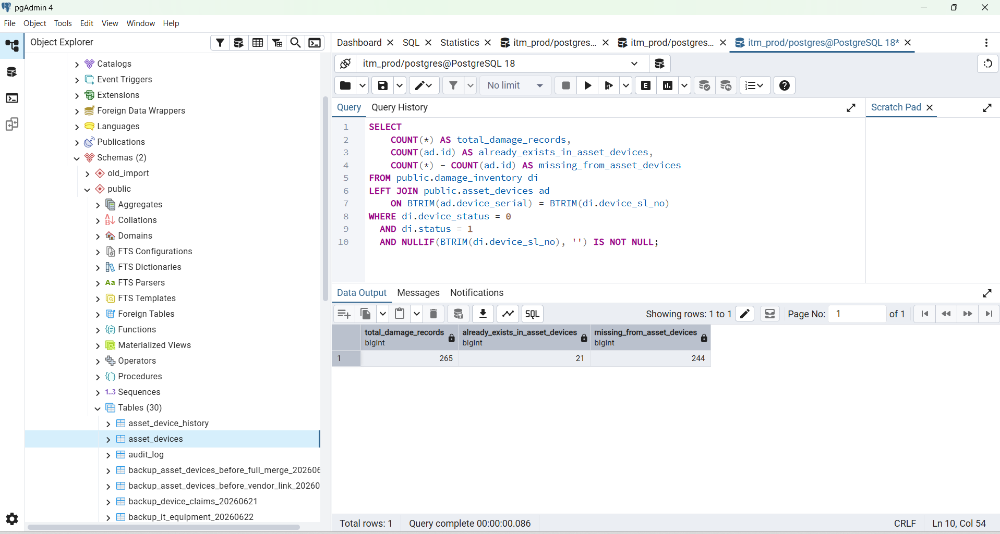 pgAdmin 4
File Object Tools Edit View Window Help
Object Explorer
Catalogs
Event Triggers
Extensions
Foreign Data Wrappers
Languages
Publications
Schemas (2)
old_import
public
Aggregates
Collations
Domains
FTS Configurations
FTS Dictionaries
Aa FTS Parsers
FTS Templates
Foreign Tables
Functions
Materialized Views
Operators
Procedures
1..3 Sequences
Tables (30)
asset_device_history
asset_devices
audit_log
backup_asset_devices_before_full_merge_202606
backup_asset_devices_before_vendor_link_20260
backup_device_claims_20260621
backup_it_equipment_20260622
Dashboard SQL Statistics itm_prod/postgres... itm_prod/postgres... itm_prod/postgres@PostgreSQL 18*
itm_prod/postgres@PostgreSQL 18
No limit E
Query Query History
Scratch Pad
1 SELECT
2 COUNT(*) AS total_damage_records,
3 COUNT(ad.id) AS already_exists_in_asset_devices,
4 COUNT(*) - COUNT(ad.id) AS missing_from_asset_devices
5 FROM public.damage_inventory di
6 LEFT JOIN public.asset_devices ad
7 ON BTRIM(ad.device_serial) = BTRIM(di.device_sl_no)
8 WHERE di.device_status = 0
9 AND di.status = 1
10 AND NULLIF(BTRIM(di.device_sl_no), '') IS NOT NULL;
Data Output Messages Notifications
SQL Showing rows: 1 to 1 Page No: 1 of 1
total_damage_records already_exists_in_asset_devices missing_from_asset_devices
bigint bigint bigint
1 265 21 244
Total rows: 1 Query complete 00:00:00.086 CRLF Ln 10, Col 54